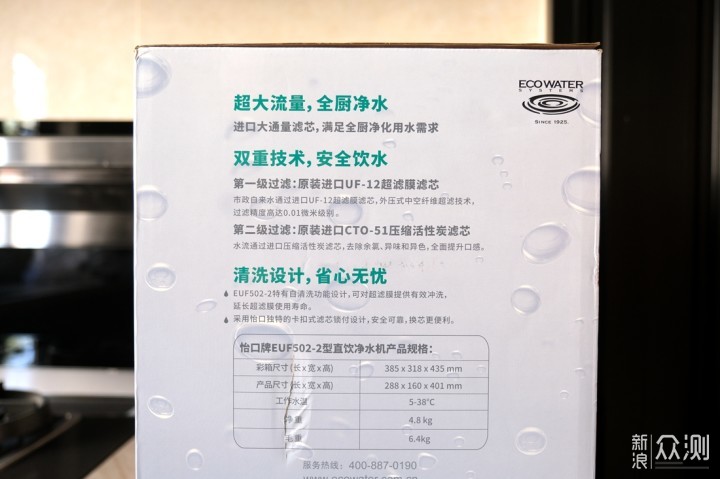 ECOWATER
SYSTEMS
SINCE 1925.
超大流量，全厨净水
进口大通量滤芯，满足全厨净化用水需求
双重技术，安全饮水
第一级过滤：原装进口UF-12超滤膜滤芯
市政自来水通过进口UF-12超滤膜滤芯，外压式中空纤维超滤技术，
过滤精度高达0.01微米级别。
第二级过滤：原装进口CTO-51压缩活性炭滤芯
水流通过进口压缩活性炭滤芯，去除余氯、异味和异色，全面提升口感。
清洗设计，省心无忧
EUF502-2特有自清洗功能设计，可对超滤膜提供有效冲洗，
延长超滤膜使用寿命。
采用怡口独特的卡扣式滤芯锁付设计，安全可靠，换芯更便利。
怡口牌EUF502-2型直饮净水机产品规格：
彩箱尺寸（长x宽x高） 385 x 318 x 435 mm
产品尺寸（长x宽x高） 288 x 160 x 401 mm
工作水温 5-38℃
净重 4.8 kg
毛重 6.4kg
服务热线：400-887-0190
www.ecowater.com.cn
新浪众测